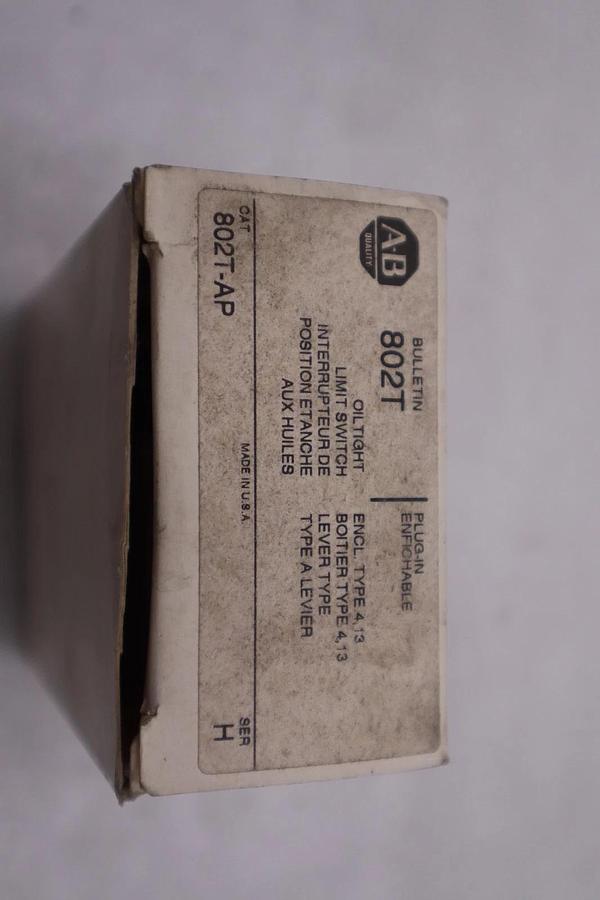 A-B
QUALITY
BULLETIN
802T
PLUG-IN
ENFICHABLE
OILTIGHT
LIMIT SWITCH
INTERRUPTEUR DE
POSITION ETANCHE
AUX HUILES
ENCL. TYPE 4,13
BOITIER TYPE 4,13
LEVER TYPE
TYPE A LEVIER
CAT
802T-AP
MADE IN U.S.A.
SER
H